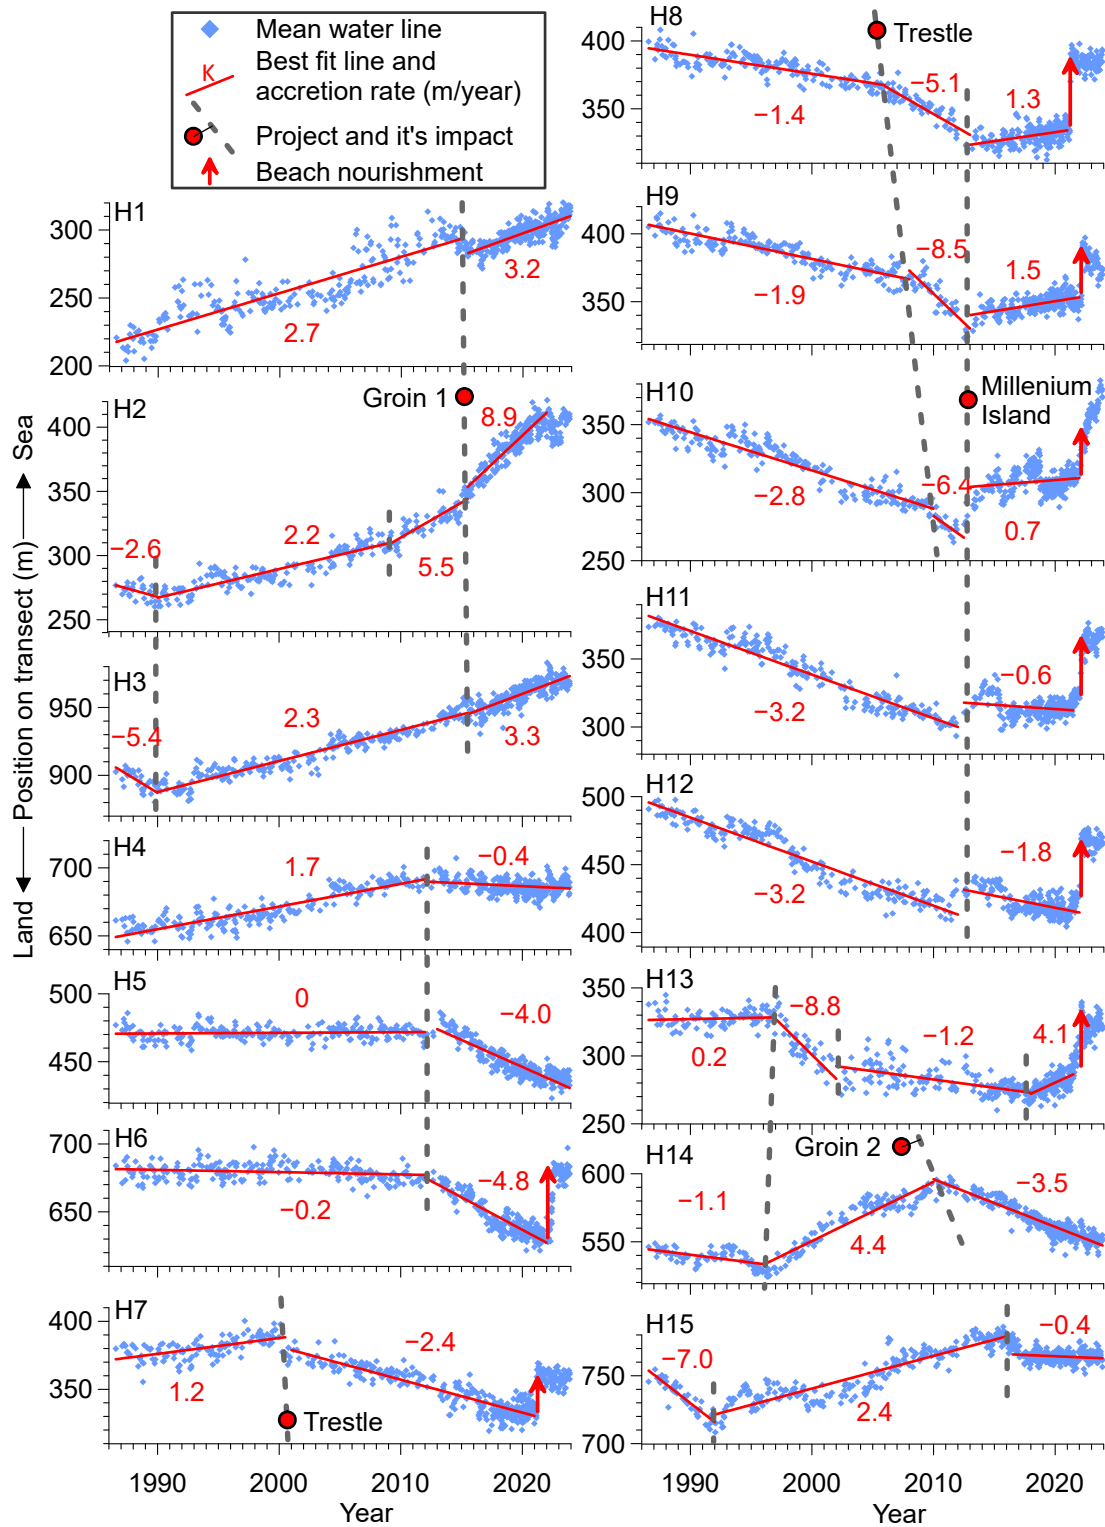 Mean water line
K
Best fit line and
accretion rate (m/year)
Project and it's impact
Beach nourishment
Land
Position on transect (m)
Sea
H1
300
250
200
2.7
3.2
H2
400
350
300
250
−2.6
2.2
5.5
8.9
Groin 1
H3
950
900
−5.4
2.3
3.3
H4
700
650
1.7
−0.4
H5
500
450
0
−4.0
H6
700
650
−0.2
−4.8
H7
400
350
1.2
−2.4
Trestle
1990
2000
2010
2020
Year
H8
400
350
Trestle
−1.4
−5.1
1.3
H9
400
350
−1.9
−8.5
1.5
H10
350
300
250
−2.8
−6.4
0.7
Millenium
Island
H11
350
300
−3.2
−0.6
H12
500
450
400
−3.2
−1.8
H13
350
300
250
0.2
−8.8
−1.2
4.1
H14
600
550
Groin 2
−1.1
4.4
−3.5
H15
750
700
−7.0
2.4
−0.4
1990
2000
2010
2020
Year